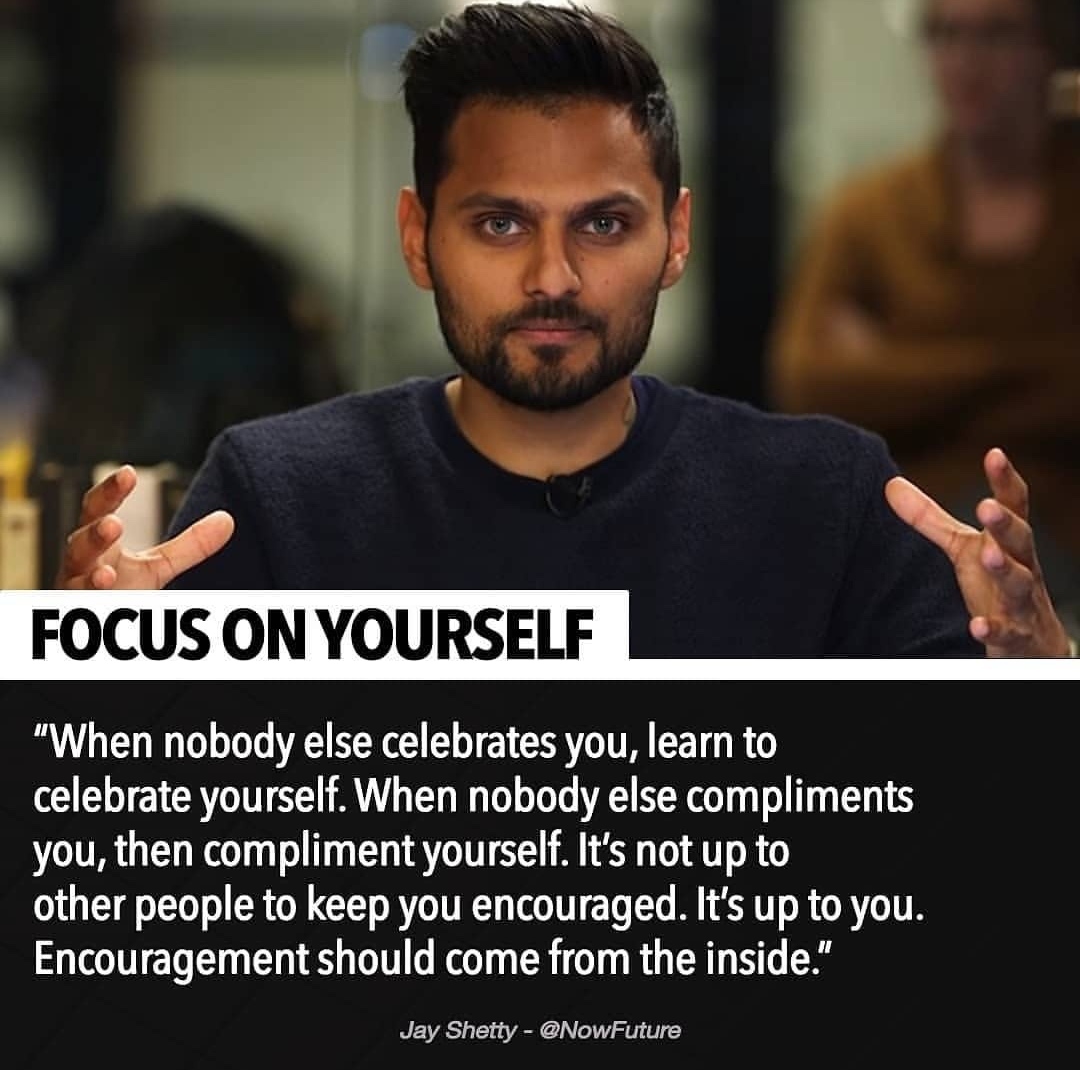 FOCUS ON YOURSELF
“When nobody else celebrates you, learn to
celebrate yourself. When nobody else compliments
you, then compliment yourself. It’s not up to
other people to keep you encouraged. It’s up to you.
Encouragement should come from the inside.”
Jay Shetty - @NowFuture